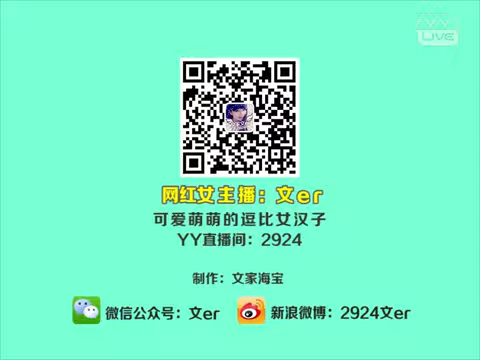 LIVE
网红女主播：文er
可爱萌萌的逗比女汉子
YY直播间：2924
制作：文家海宝
微信公众号：文er
新浪微博：2924文er